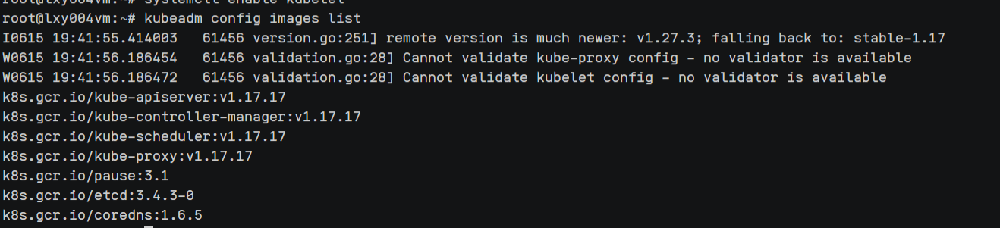 root@lxy004vm:~# systemctl enable kubelet
root@lxy004vm:~# kubeadm config images list
I0615 19:41:55.414003   61456 version.go:251] remote version is much newer: v1.27.3; falling back to: stable-1.17
W0615 19:41:56.186454   61456 validation.go:28] Cannot validate kube-proxy config - no validator is available
W0615 19:41:56.186472   61456 validation.go:28] Cannot validate kubelet config - no validator is available
k8s.gcr.io/kube-apiserver:v1.17.17
k8s.gcr.io/kube-controller-manager:v1.17.17
k8s.gcr.io/kube-scheduler:v1.17.17
k8s.gcr.io/kube-proxy:v1.17.17
k8s.gcr.io/pause:3.1
k8s.gcr.io/etcd:3.4.3-0
k8s.gcr.io/coredns:1.6.5